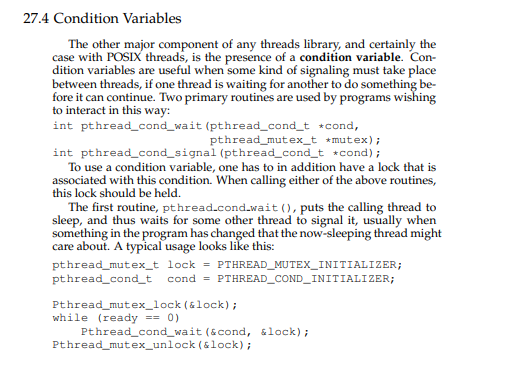 27.4 Condition Variables
The other major component of any threads library, and certainly the
case with POSIX threads, is the presence of a condition variable. Con-
dition variables are useful when some kind of signaling must take place
between threads, if one thread is waiting for another to do something be-
fore it can continue. Two primary routines are used by programs wishing
to interact in this way:
int pthread_cond_wait(pthread_cond_t *cond,
pthread_mutex_t *mutex);
int pthread_cond_signal(pthread_cond_t *cond);
To use a condition variable, one has to in addition have a lock that is
associated with this condition. When calling either of the above routines,
this lock should be held.
The first routine, pthread_cond_wait(), puts the calling thread to
sleep, and thus waits for some other thread to signal it, usually when
something in the program has changed that the now-sleeping thread might
care about. A typical usage looks like this:
pthread_mutex_t lock = PTHREAD_MUTEX_INITIALIZER;
pthread_cond_t cond = PTHREAD_COND_INITIALIZER;
Pthread_mutex_lock(&lock);
while (ready == 0)
Pthread_cond_wait(&cond, &lock);
Pthread_mutex_unlock(&lock);